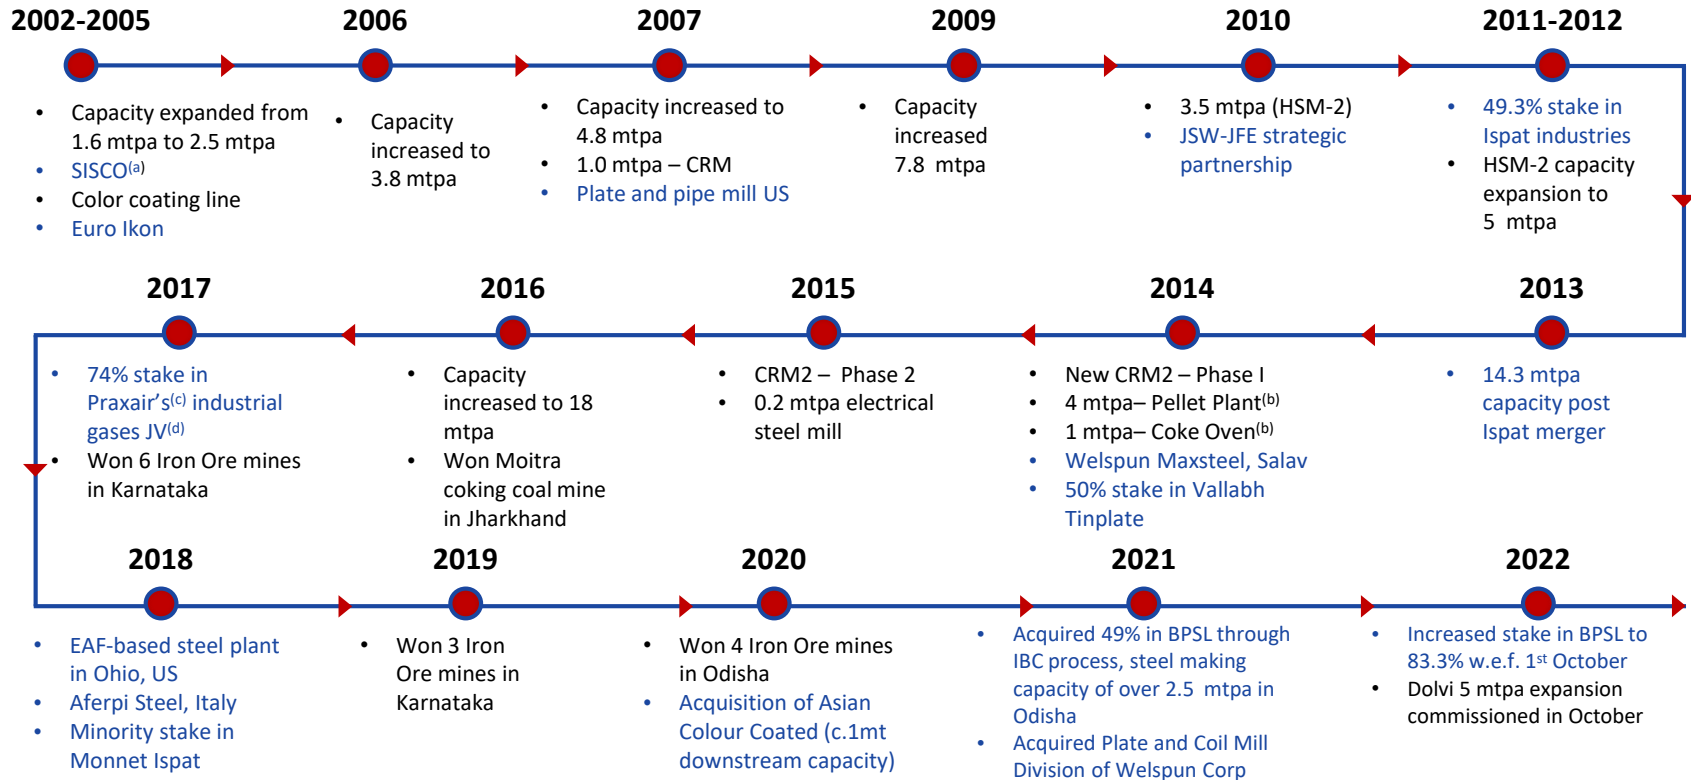 2002-2005
2006
2007
2009
2010
2011-2012
• Capacity expanded from
1.6 mtpa to 2.5 mtpa
• SISCO(a)
• Color coating line
• Euro Ikon
• Capacity
increased to
3.8 mtpa
• Capacity increased to
4.8 mtpa
• 1.0 mtpa – CRM
• Plate and pipe mill US
• Capacity
increased
7.8 mtpa
• 3.5 mtpa (HSM-2)
• JSW-JFE strategic
partnership
• 49.3% stake in
Ispat industries
• HSM-2 capacity
expansion to
5 mtpa
2017
2016
2015
2014
2013
• 74% stake in
Praxair’s(c) industrial
gases JV(d)
• Won 6 Iron Ore mines
in Karnataka
• Capacity
increased to 18
mtpa
• Won Moitra
coking coal mine
in Jharkhand
• CRM2 – Phase 2
• 0.2 mtpa electrical
steel mill
• New CRM2 – Phase I
• 4 mtpa– Pellet Plant(b)
• 1 mtpa– Coke Oven(b)
• Welspun Maxsteel, Salav
• 50% stake in Vallabh
Tinplate
• 14.3 mtpa
capacity post
Ispat merger
2018
2019
2020
2021
2022
• EAF-based steel plant
in Ohio, US
• Aferpi Steel, Italy
• Minority stake in
Monnet Ispat
• Won 3 Iron
Ore mines in
Karnataka
• Won 4 Iron Ore mines
in Odisha
• Acquisition of Asian
Colour Coated (c.1mt
downstream capacity)
• Acquired 49% in BPSL through
IBC process, steel making
capacity of over 2.5 mtpa in
Odisha
• Acquired Plate and Coil Mill
Division of Welspun Corp
• Increased stake in BPSL to
83.3% w.e.f. 1st October
• Dolvi 5 mtpa expansion
commissioned in October